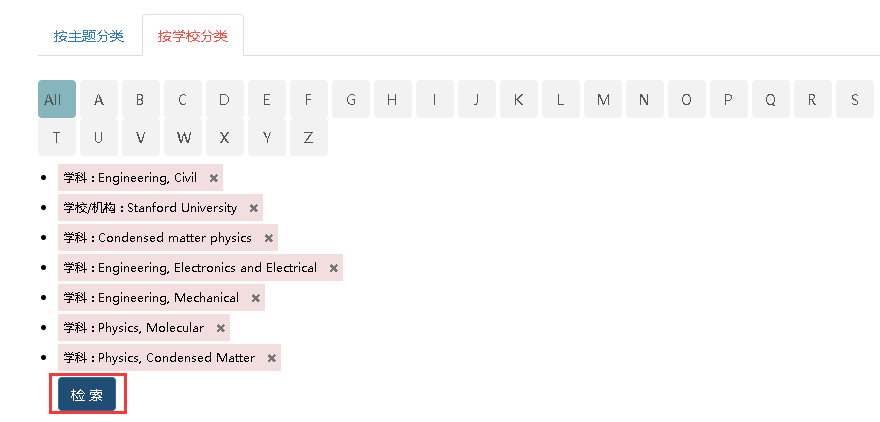 按主题分类 按学校分类
All A B C D E F G H I J K L M N O P Q R S
T U V W X Y Z
学科 : Engineering, Civil ×
学校/机构 : Stanford University ×
学科 : Condensed matter physics ×
学科 : Engineering, Electronics and Electrical ×
学科 : Engineering, Mechanical ×
学科 : Physics, Molecular ×
学科 : Physics, Condensed Matter ×
检 索